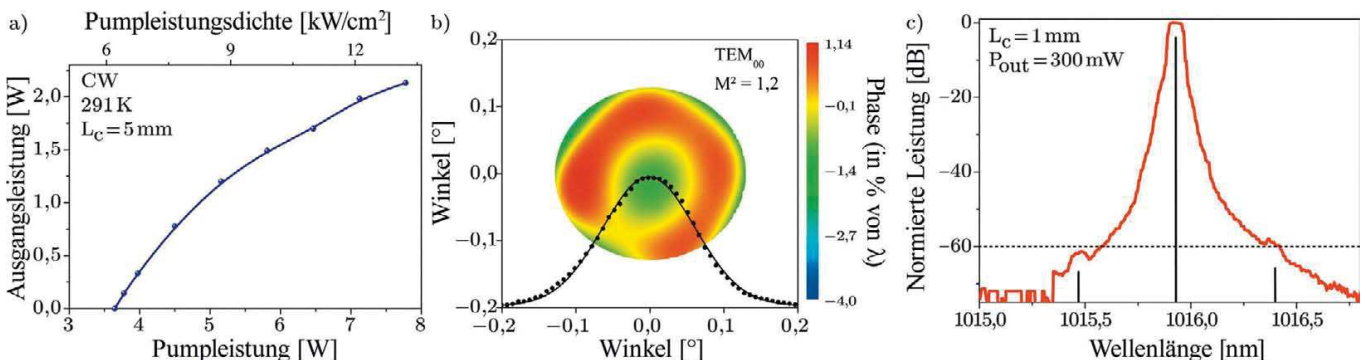 a)
Pumpleistungsdichte [kW/cm²]
6 9 12
CW
291 K
L_C = 5 mm
Ausgangsleistung [W]
2.0
1.5
1.0
0.5
0.0
3 4 5 6 7 8
Pumpleistung [W]
b)
0,2
0,1
0,0
−0,1
−0,2
Winkel [°]
TEM₀₀
M² = 1,2
−0,2 −0,1 0,0 0,1 0,2
Winkel [°]
1,14
−0,1
−1,4
−2,7
−4,0
Phase (in % von λ)
c)
Normierte Leistung [dB]
0
−20
−40
−60
L_C = 1 mm
P_out = 300 mW
1015,0 1015,5 1016,0 1016,5
Wellenlänge [nm]